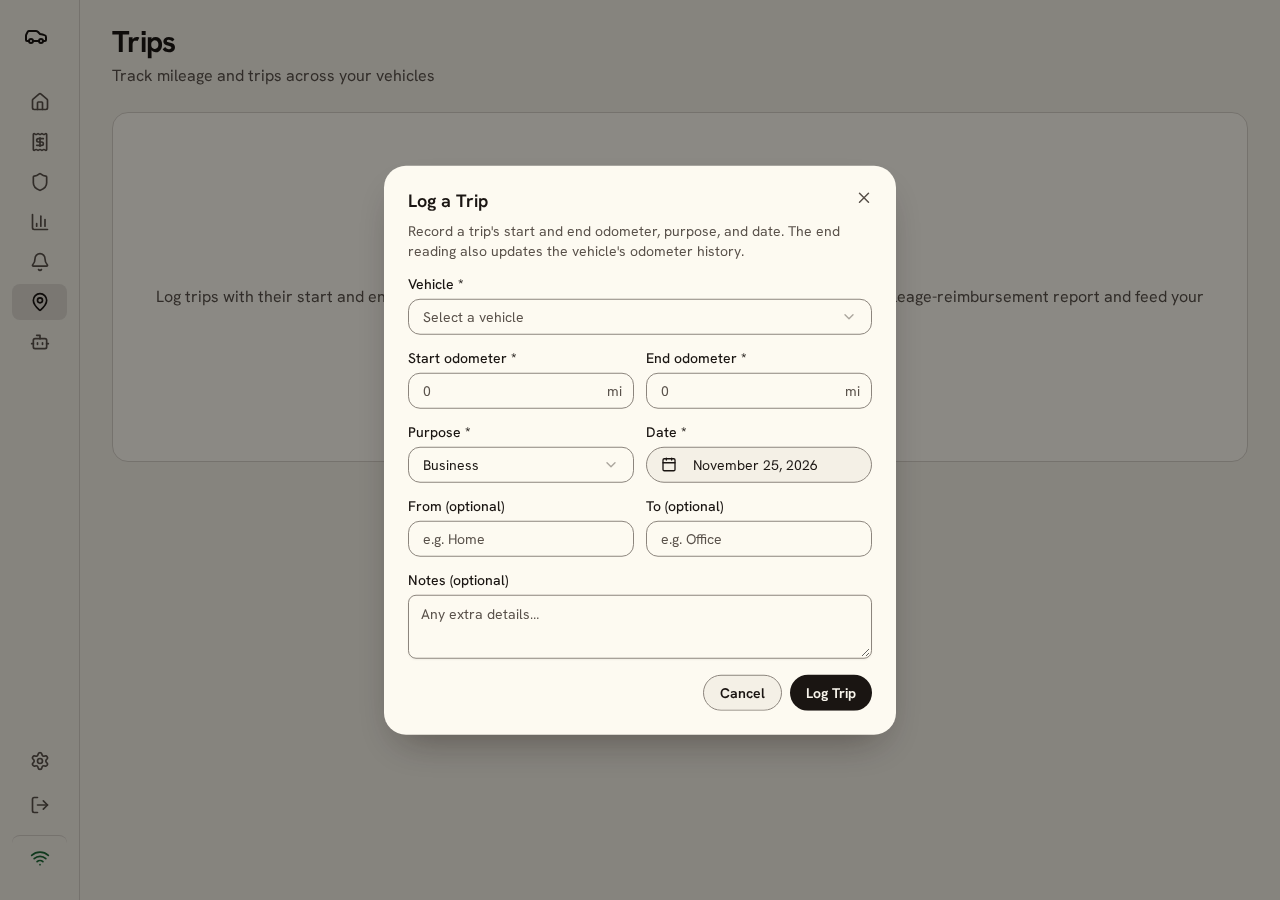 Trips
Track mileage and trips across your vehicles
Log trips with their start and
-reimbursement report and feed your
Log a Trip
Record a trip's start and end odometer, purpose, and date. The end
reading also updates the vehicle's odometer history.
Vehicle *
Select a vehicle
Start odometer *
End odometer *
0 mi
0 mi
Purpose *
Date *
Business
November 25, 2026
From (optional)
To (optional)
e.g. Home
e.g. Office
Notes (optional)
Any extra details...
Cancel
Log Trip